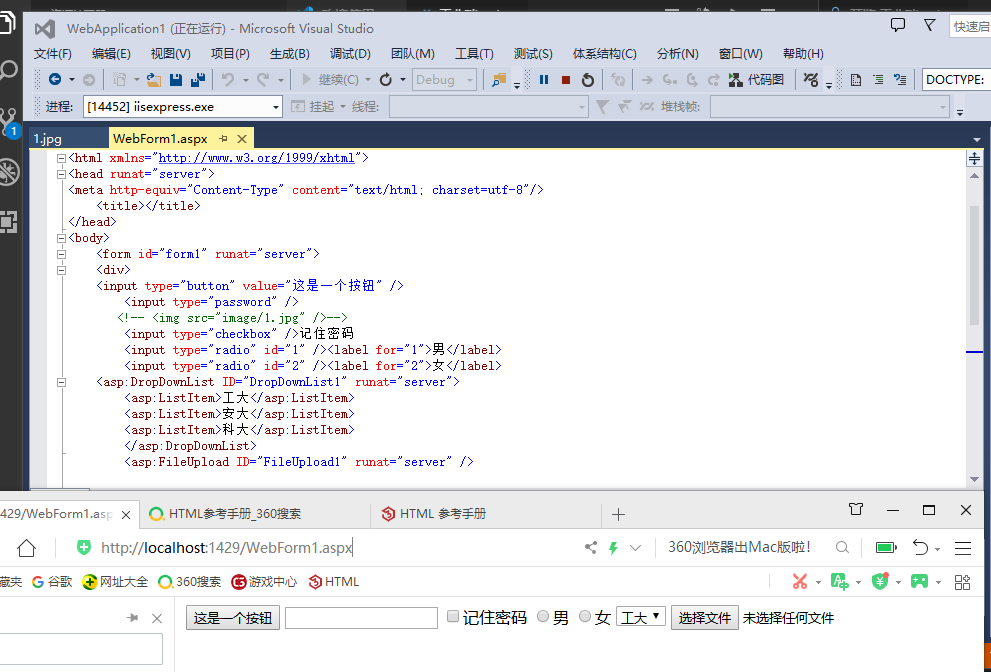 WebApplication1 (正在运行) - Microsoft Visual Studio
快速启
文件(F) 编辑(E) 视图(V) 项目(P) 生成(B) 调试(D) 团队(M) 工具(T) 测试(S) 体系结构(C) 分析(N) 窗口(W) 帮助(H)
继续(C) Debug 代码图 DOCTYPE:
进程: [14452] iisexpress.exe 挂起 线程: 堆栈帧:
1
1.jpg WebForm1.aspx
<html xmlns="http://www.w3.org/1999/xhtml">
<head runat="server">
<meta http-equiv="Content-Type" content="text/html; charset=utf-8"/>
<title></title>
</head>
<body>
<form id="form1" runat="server">
<div>
<input type="button" value="这是一个按钮" />
<input type="password" />
<!-- <img src="image/1.jpg" />-->
<input type="checkbox" />记住密码
<input type="radio" id="1" /><label for="1">男</label>
<input type="radio" id="2" /><label for="2">女</label>
<asp:DropDownList ID="DropDownList1" runat="server">
<asp:ListItem>工大</asp:ListItem>
<asp:ListItem>安大</asp:ListItem>
<asp:ListItem>科大</asp:ListItem>
</asp:DropDownList>
<asp:FileUpload ID="FileUpload1" runat="server" />
429/WebForm1.asp HTML参考手册_360搜索 HTML 参考手册
http://localhost:1429/WebForm1.aspx 360浏览器出Mac版啦!
藏夹 谷歌 网址大全 360搜索 游戏中心 HTML
这是一个按钮 记住密码 男 女 工大 选择文件 未选择任何文件